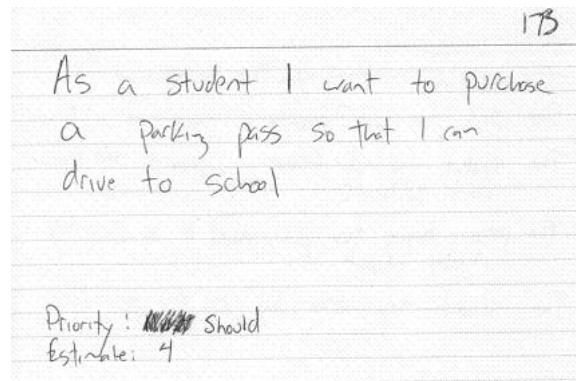 173
As a student I want to purchase
a parking pass so that I can
drive to school
Priority: Should
Estimate: 4